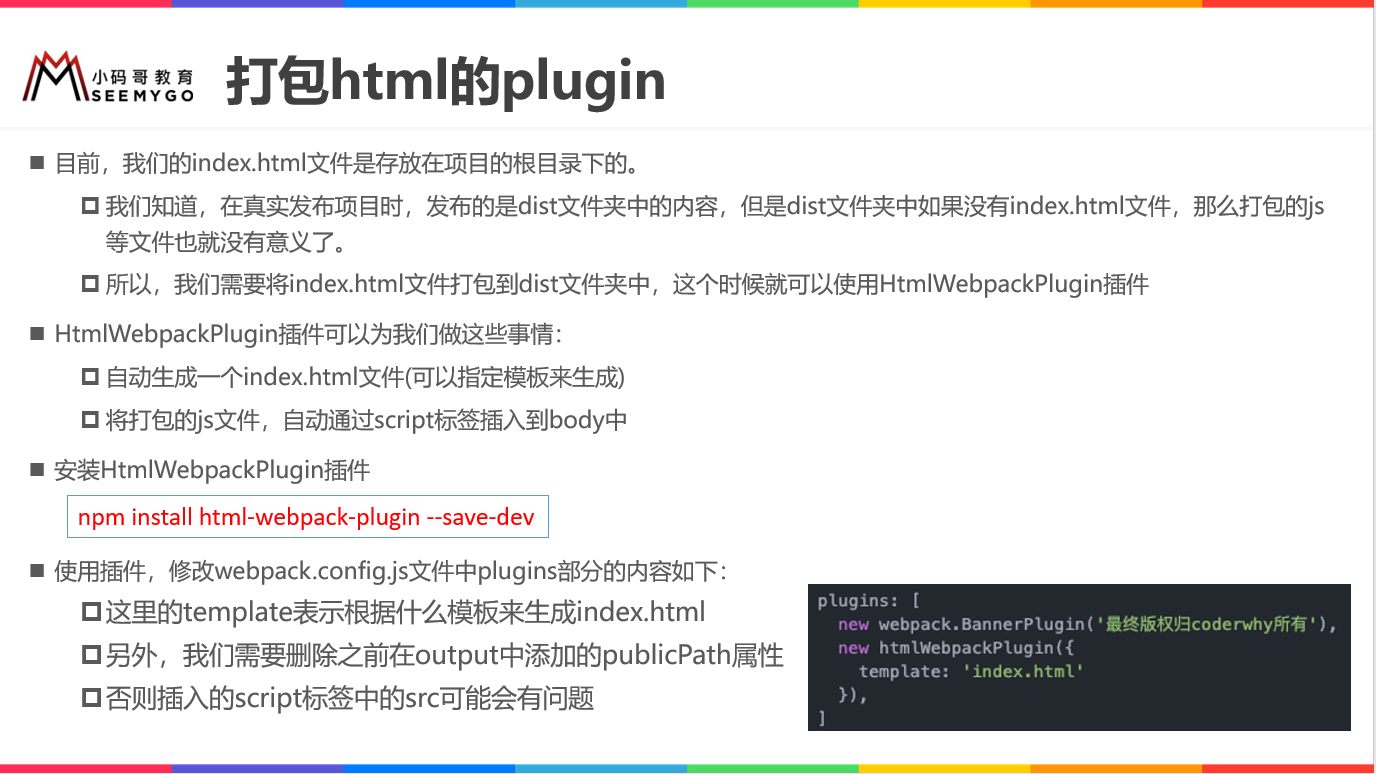 小码哥教育
SEEMYGO
打包html的plugin
目前，我们的index.html文件是存放在项目的根目录下的。
我们知道，在真实发布项目时，发布的是dist文件夹中的内容，但是dist文件夹中如果没有index.html文件，那么打包的js
等文件也就没有意义了。
所以，我们需要将index.html文件打包到dist文件夹中，这个时候就可以使用HtmlWebpackPlugin插件
HtmlWebpackPlugin插件可以为我们做这些事情：
自动生成一个index.html文件(可以指定模板来生成)
将打包的js文件，自动通过script标签插入到body中
安装HtmlWebpackPlugin插件
npm install html-webpack-plugin --save-dev
使用插件，修改webpack.config.js文件中plugins部分的内容如下：
这里的template表示根据什么模板来生成index.html
另外，我们需要删除之前在output中添加的publicPath属性
否则插入的script标签中的src可能会有问题
plugins: [
new webpack.BannerPlugin('最终版权归coderwhy所有'),
new htmlWebpackPlugin({
template: 'index.html'
}),
]